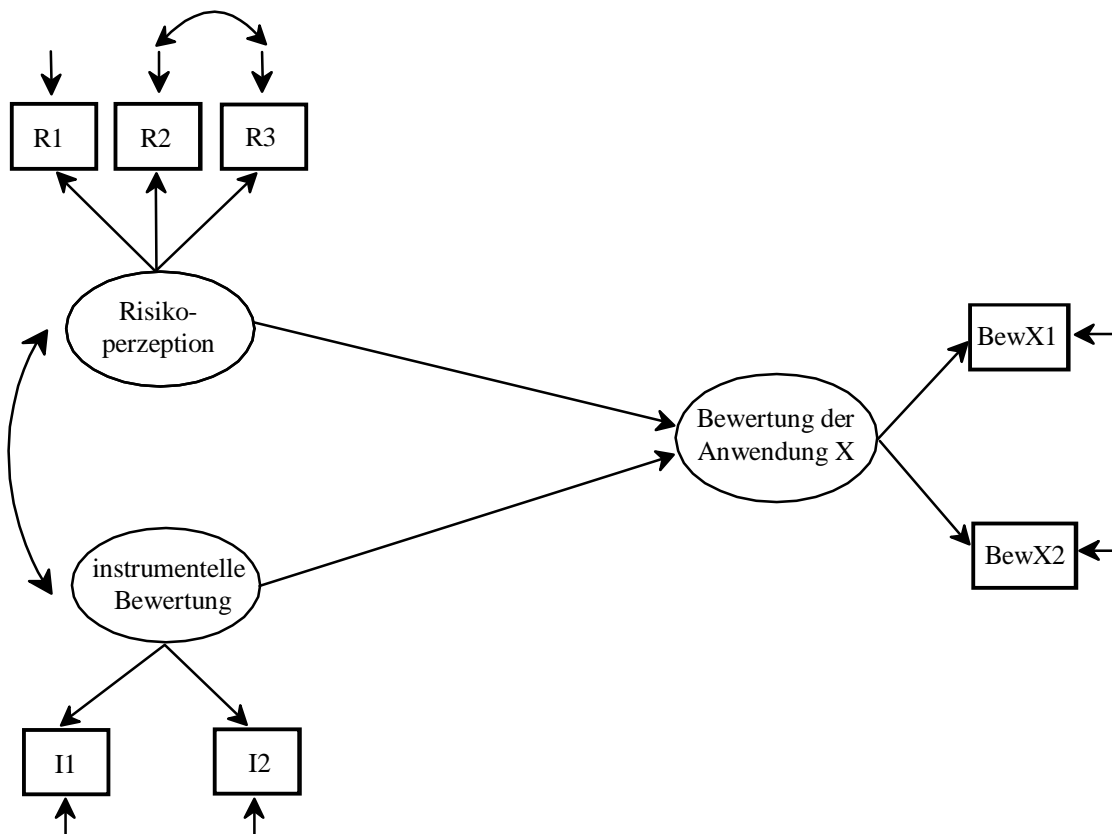 R1
R2
R3
Risiko-
perzeption
BewX1
Bewertung der
Anwendung X
instrumentelle
Bewertung
BewX2
I1
I2